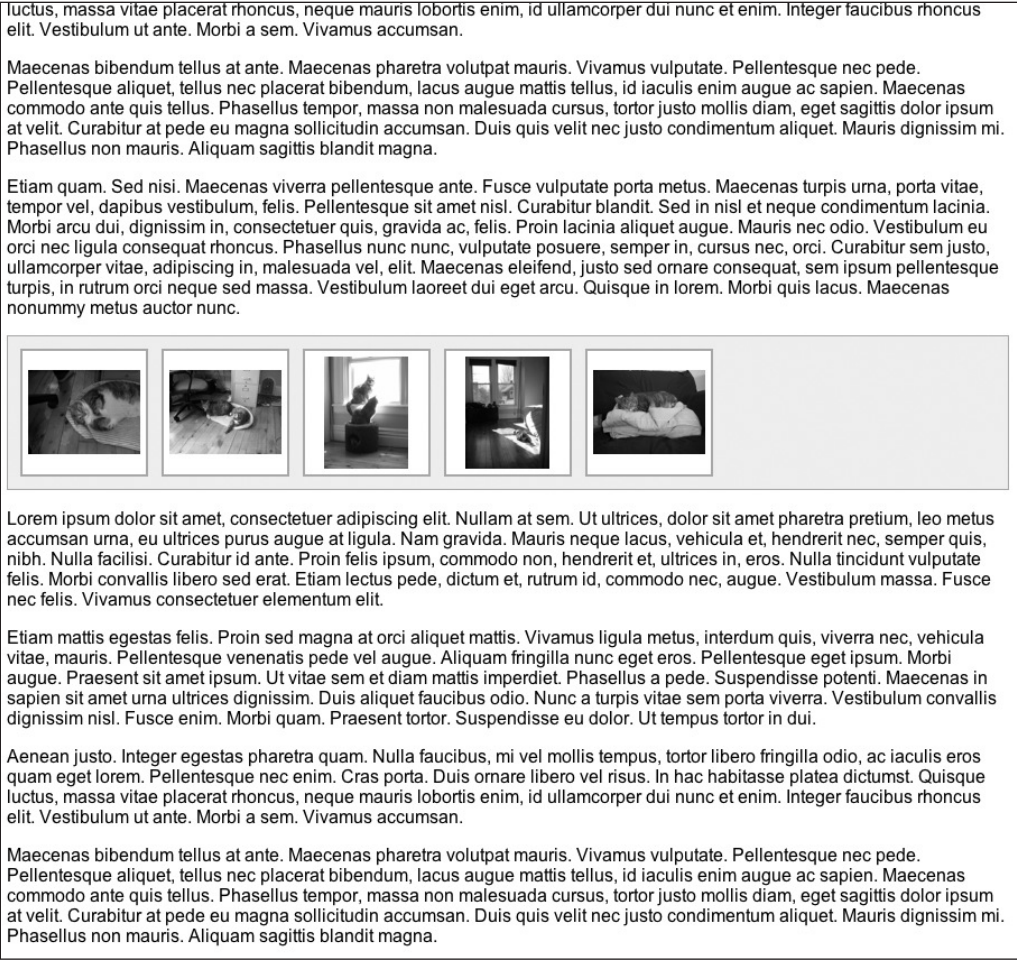 luctus, massa vitae placerat rhoncus, neque mauris lobortis enim, id ullamcorper dui nunc et enim. Integer faucibus rhoncus
elit. Vestibulum ut ante. Morbi a sem. Vivamus accumsan.
Maecenas bibendum tellus at ante. Maecenas pharetra volutpat mauris. Vivamus vulputate. Pellentesque nec pede.
Pellentesque aliquet, tellus nec placerat bibendum, lacus augue mattis tellus, id iaculis enim augue ac sapien. Maecenas
commodo ante quis tellus. Phasellus tempor, massa non malesuada cursus, tortor justo mollis diam, eget sagittis dolor ipsum
at velit. Curabitur at pede eu magna sollicitudin accumsan. Duis quis velit nec justo condimentum aliquet. Mauris dignissim mi.
Phasellus non mauris. Aliquam sagittis blandit magna.
Etiam quam. Sed nisi. Maecenas viverra pellentesque ante. Fusce vulputate porta metus. Maecenas turpis urna, porta vitae,
tempor vel, dapibus vestibulum, felis. Pellentesque sit amet nisl. Curabitur blandit. Sed in nisl et neque condimentum lacinia.
Morbi arcu dui, dignissim in, consectetuer quis, gravida ac, felis. Proin lacinia aliquet augue. Mauris nec odio. Vestibulum eu
orci nec ligula consequat rhoncus. Phasellus nunc nunc, vulputate posuere, semper in, cursus nec, orci. Curabitur sem justo,
ullamcorper vitae, adipiscing in, malesuada vel, elit. Maecenas eleifend, justo sed ornare consequat, sem ipsum pellentesque
turpis, in rutrum orci neque sed massa. Vestibulum laoreet dui eget arcu. Quisque in lorem. Morbi quis lacus. Maecenas
nonummy metus auctor nunc.
Lorem ipsum dolor sit amet, consectetuer adipiscing elit. Nullam at sem. Ut ultrices, dolor sit amet pharetra pretium, leo metus
accumsan urna, eu ultrices purus augue at ligula. Nam gravida. Mauris neque lacus, vehicula et, hendrerit nec, semper quis,
nibh. Nulla facilisi. Curabitur id ante. Proin felis ipsum, commodo non, hendrerit et, ultrices in, eros. Nulla tincidunt vulputate
felis. Morbi convallis libero sed erat. Etiam lectus pede, dictum et, rutrum id, commodo nec, augue. Vestibulum massa. Fusce
nec felis. Vivamus consectetuer elementum elit.
Etiam mattis egestas felis. Proin sed magna at orci aliquet mattis. Vivamus ligula metus, interdum quis, viverra nec, vehicula
vitae, mauris. Pellentesque venenatis pede vel augue. Aliquam fringilla nunc eget eros. Pellentesque eget ipsum. Morbi
augue. Praesent sit amet ipsum. Ut vitae sem et diam mattis imperdiet. Phasellus a pede. Suspendisse potenti. Maecenas in
sapien sit amet urna ultrices dignissim. Duis aliquet faucibus odio. Nunc a turpis vitae sem porta viverra. Vestibulum convallis
dignissim nisl. Fusce enim. Morbi quam. Praesent tortor. Suspendisse eu dolor. Ut tempus tortor in dui.
Aenean justo. Integer egestas pharetra quam. Nulla faucibus, mi vel mollis tempus, tortor libero fringilla odio, ac iaculis eros
quam eget lorem. Pellentesque nec enim. Cras porta. Duis ornare libero vel risus. In hac habitasse platea dictumst. Quisque
luctus, massa vitae placerat rhoncus, neque mauris lobortis enim, id ullamcorper dui nunc et enim. Integer faucibus rhoncus
elit. Vestibulum ut ante. Morbi a sem. Vivamus accumsan.
Maecenas bibendum tellus at ante. Maecenas pharetra volutpat mauris. Vivamus vulputate. Pellentesque nec pede.
Pellentesque aliquet, tellus nec placerat bibendum, lacus augue mattis tellus, id iaculis enim augue ac sapien. Maecenas
commodo ante quis tellus. Phasellus tempor, massa non malesuada cursus, tortor justo mollis diam, eget sagittis dolor ipsum
at velit. Curabitur at pede eu magna sollicitudin accumsan. Duis quis velit nec justo condimentum aliquet. Mauris dignissim mi.
Phasellus non mauris. Aliquam sagittis blandit magna.